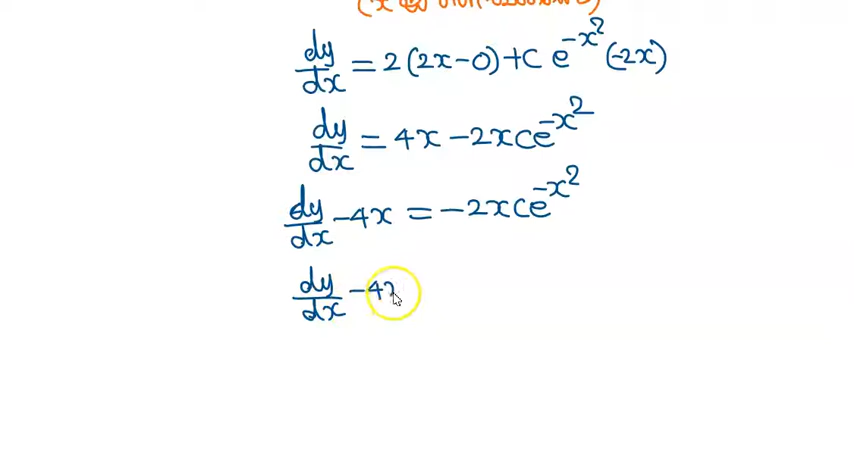 dy/dx = 2(2x-0)+C e^{-x^2}(-2x)
dy/dx = 4x - 2xce^{-x^2}
dy/dx - 4x = -2xce^{-x^2}
dy/dx - 4